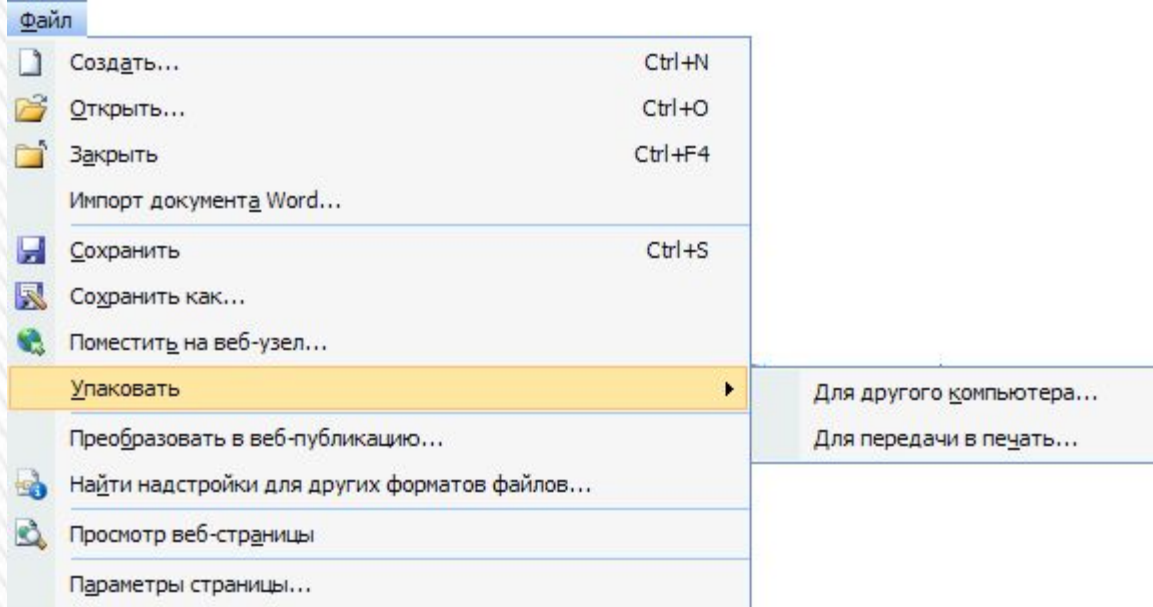 Файл
Создать... Ctrl+N
Открыть... Ctrl+O
Закрыть Ctrl+F4
Импорт документа Word...
Сохранить Ctrl+S
Сохранить как...
Поместить на веб-узел...
Упаковать
Для другого компьютера...
Для передачи в печать...
Преобразовать в веб-публикацию...
Найти надстройки для других форматов файлов...
Просмотр веб-страницы
Параметры страницы...